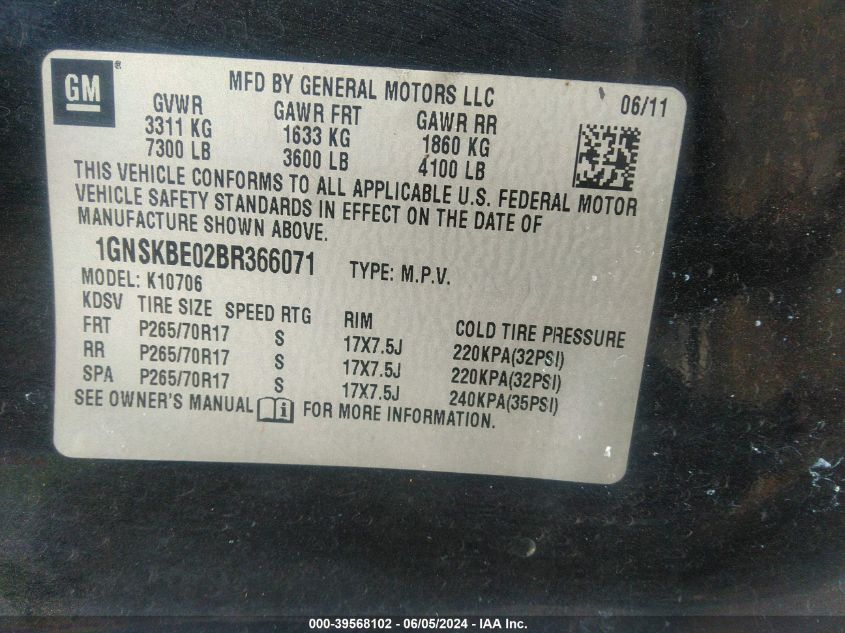 GM®
MFD BY GENERAL MOTORS LLC 06/11
GVWR GAWR FRT GAWR RR
3311 KG 1633 KG 1860 KG
7300 LB 3600 LB 4100 LB
THIS VEHICLE CONFORMS TO ALL APPLICABLE U.S. FEDERAL MOTOR
VEHICLE SAFETY STANDARDS IN EFFECT ON THE DATE OF
MANUFACTURE SHOWN ABOVE.
1GNSKBE02BR366071 TYPE: M.P.V.
MODEL: K10706
KDSV TIRE SIZE SPEED RTG RIM COLD TIRE PRESSURE
FRT P265/70R17 S 17X7.5J 220KPA(32PSI)
RR P265/70R17 S 17X7.5J 220KPA(32PSI)
SPA P265/70R17 S 17X7.5J 240KPA(35PSI)
SEE OWNER'S MANUAL i FOR MORE INFORMATION.
000-39568102 - 06/05/2024 - IAA Inc.